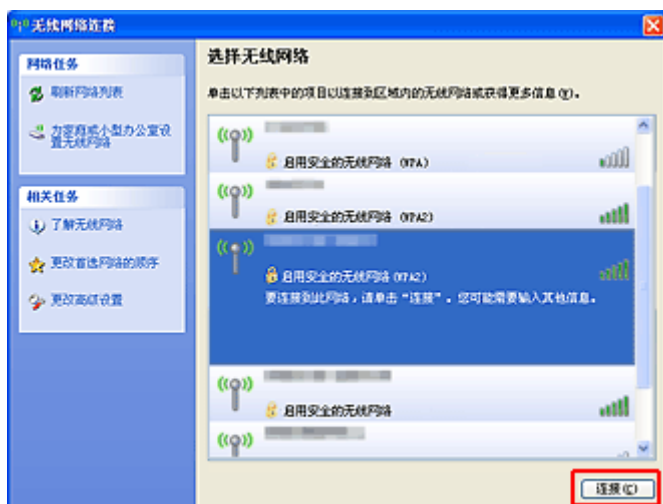 无线网络连接
网络任务
刷新网络列表
为家庭或小型办公室设
置无线网络
相关任务
了解无线网络
更改首选网络的顺序
更改高级设置
选择无线网络
单击以下列表中的项目以连接到区域内的无线网络或获得更多信息(W)。
启用安全的无线网络 (WPA)
启用安全的无线网络 (WPA2)
启用安全的无线网络 (WPA2)
要连接到此网络，请单击“连接”。您可能需要输入其他信息。
启用安全的无线网络
连接(C)